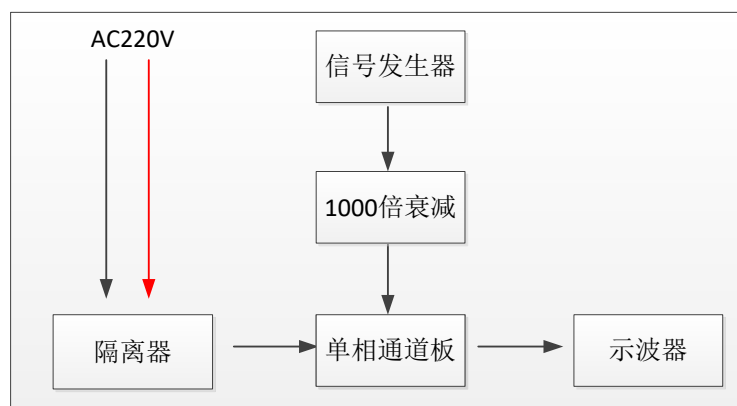 AC220V
信号发生器
1000倍衰减
隔离器
单相通道板
示波器